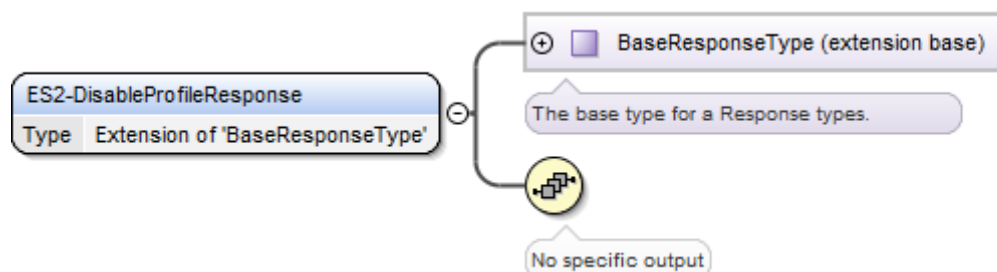 BaseResponseType (extension base)
ES2-DisableProfileResponse
Type Extension of 'BaseResponseType'
The base type for a Response types.
No specific output